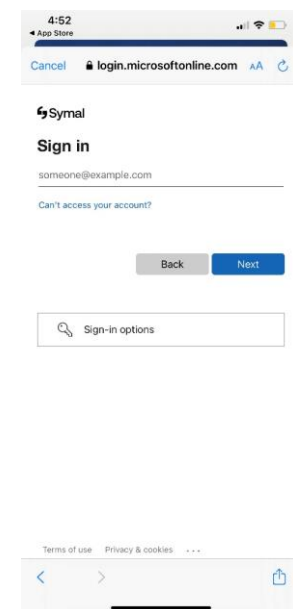 4:52
◀ App Store
Cancel login.microsoftonline.com AA
Symal
Sign in
someone@example.com
Can't access your account?
Back Next
Sign-in options
Terms of use Privacy & cookies ...